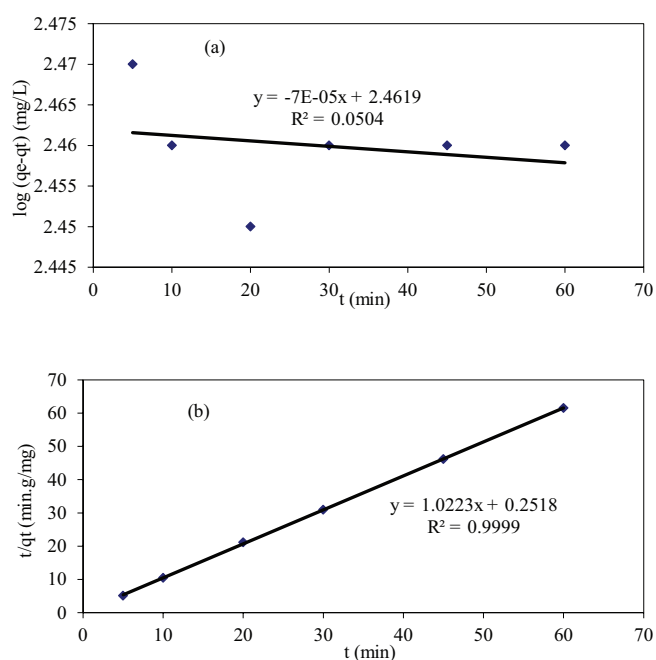 (a)
log (qe-qt) (mg/L)
2.47
2.47
2.465
2.46
2.455
2.45
2.445
y = -7E-05x + 2.4619
R² = 0.0504
0 10 20 30 40 50 60 70
t (min)
(b)
t/qt (min.g/mg)
70
60
50
40
30
20
10
0
y = 1.0223x + 0.2518
R² = 0.9999
0 10 20 30 40 50 60 70
t (min)